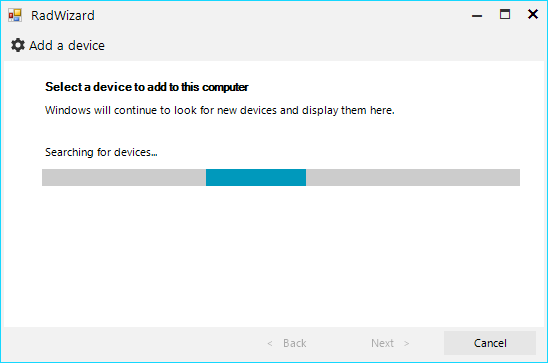 RadWizard
Add a device
Select a device to add to this computer
Windows will continue to look for new devices and display them here.
Searching for devices...
< Back Next > Cancel